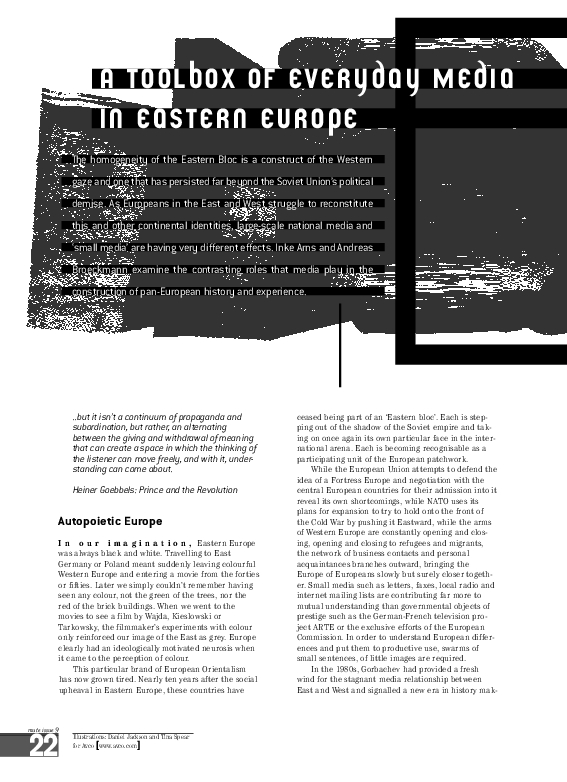 A TOOLBOX OF EVERYDAY MEDIA
IN EASTERN EUROPE
The homogeneity of the Eastern Bloc is a construct of the Western
gaze and one that has persisted far beyond the Soviet Union's political
demise. As Europeans in the East and West struggle to reconstitute
this and other continental identities, large-scale national media and
'small media' are having very different effects. Inke Arns and Andreas
Broeckmann examine the contrasting roles that media play in the
construction of pan-European history and experience.
..but it isn't a continuum of propaganda and
subordination, but rather, an alternating
between the giving and withdrawal of meaning
that can create a space in which the thinking of
the listener can move freely, and with it, under-
standing can come about.
Heiner Goebbels: Prince and the Revolution
Autopoietic Europe
In our imagination, Eastern Europe
was always black and white. Travelling to East
Germany or Poland meant suddenly leaving colourful
Western Europe and entering a movie from the forties
or fifties. Later we simply couldn't remember having
seen any colour, not the green of the trees, nor the
red of the brick buildings. When we went to the
movies to see a film by Wajda, Kieslowski or
Tarkowsky, the filmmaker's experiments with colour
only reinforced our image of the East as grey. Europe
clearly had an ideologically motivated neurosis when
it came to the perception of colour.
This particular brand of European Orientalism
has now grown tired. Nearly ten years after the social
upheaval in Eastern Europe, these countries have
ceased being part of an 'Eastern bloc'. Each is step-
ping out of the shadow of the Soviet empire and tak-
ing on once again its own particular face in the inter-
national arena. Each is becoming recognisable as a
participating unit of the European patchwork.
While the European Union attempts to defend the
idea of a Fortress Europe and negotiation with the
central European countries for their admission into it
reveal its own shortcomings, while NATO uses its
plans for expansion to try to hold onto the front of
the Cold War by pushing it Eastward, while the arms
of Western Europe are constantly opening and clos-
ing, opening and closing to refugees and migrants,
the network of business contacts and personal
acquaintances branches outward, bringing the
Europe of Europeans slowly but surely closer togeth-
er. Small media such as letters, faxes, local radio and
internet mailing lists are contributing far more to
mutual understanding than governmental objects of
prestige such as the German-French television pro-
ject ARTE or the exclusive efforts of the European
Commission. In order to understand European differ-
ences and put them to productive use, swarms of
small sentences, of little images are required.
In the 1980s, Gorbachev had provided a fresh
wind for the stagnant media relationship between
East and West and signalled a new era in history mak-
mute issue 9
22
Illustrations: Daniel Jackson and Tina Spear
for Avco [www.avco.com]